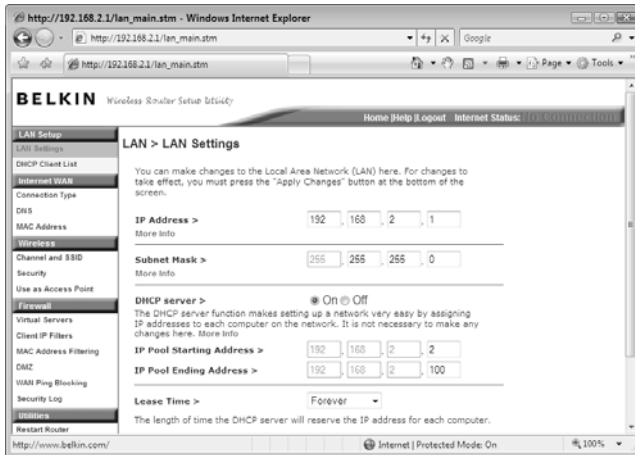 http://192.168.2.1/lan_main.stm - Windows Internet Explorer
http://192.168.2.1/lan_main.stm
Google
http://192.168.2.1/lan_main.stm
Page
Tools
BELKIN Wireless Router Setup Utility
Home |Help |Logout Internet Status: No Connection
LAN Setup
LAN Settings
DHCP Client List
Internet WAN
Connection Type
DNS
MAC Address
Wireless
Channel and SSID
Security
Use as Access Point
Firewall
Virtual Servers
Client IP Filters
MAC Address Filtering
DMZ
WAN Ping Blocking
Security Log
Utilities
Restart Router
LAN > LAN Settings
You can make changes to the Local Area Network (LAN) here. For changes to
take effect, you must press the "Apply Changes" button at the bottom of the
screen.
IP Address > 192 . 168 . 2 . 1
More Info
Subnet Mask > 255 . 255 . 255 . 0
More Info
DHCP server > On Off
The DHCP server function makes setting up a network very easy by assigning
IP addresses to each computer on the network. It is not necessary to make any
changes here. More Info
IP Pool Starting Address > 192 . 168 . 2 . 2
IP Pool Ending Address > 192 . 168 . 2 . 100
Lease Time > Forever
The length of time the DHCP server will reserve the IP address for each computer.
http://www.belkin.com/
Internet | Protected Mode: On
100%